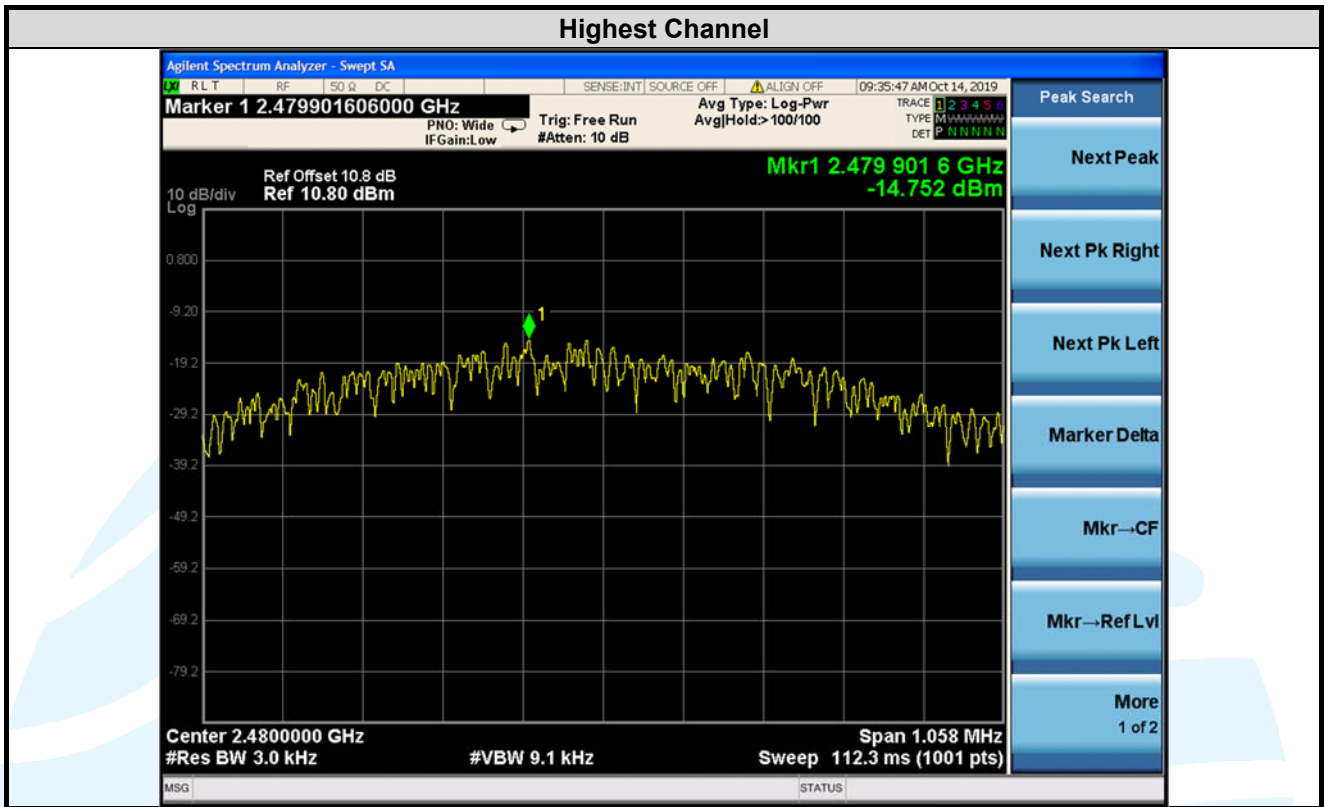 Highest Channel
Agilent Spectrum Analyzer - Swept SA
LXI RLT RF 50 Ω DC SENSE:INT SOURCE OFF ALIGN OFF 09:35:47 AM Oct 14, 2019
Marker 1 2.479901606000 GHz
PNO: Wide
IFGain:Low
Trig: Free Run
#Atten: 10 dB
Avg Type: Log-Pwr
Avg|Hold:>100/100
TRACE 1 2 3 4 5 6
TYPE M
DET P N N N N N
Mkr1 2.479 901 6 GHz
-14.752 dBm
Ref Offset 10.8 dB
10 dB/div Ref 10.80 dBm
Log
0.800
-9.20
-19.2
-29.2
-39.2
-49.2
-59.2
-69.2
-79.2
1
Center 2.4800000 GHz Span 1.058 MHz
#Res BW 3.0 kHz #VBW 9.1 kHz Sweep 112.3 ms (1001 pts)
MSG STATUS
Peak Search
Next Peak
Next Pk Right
Next Pk Left
Marker Delta
Mkr→CF
Mkr→Ref Lvl
More
1 of 2